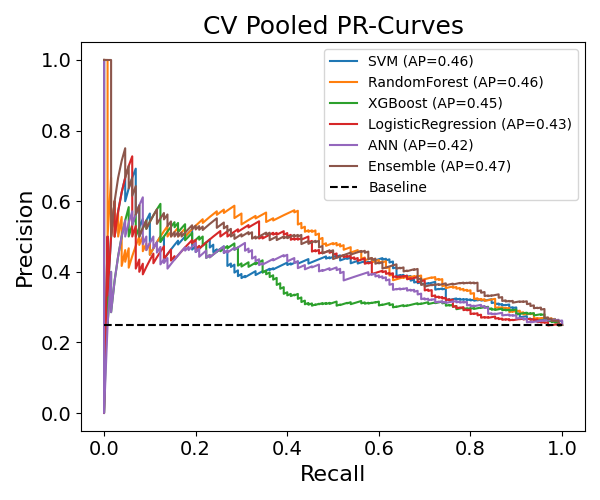 CV Pooled PR-Curves
SVM (AP=0.46)
RandomForest (AP=0.46)
XGBoost (AP=0.45)
LogisticRegression (AP=0.43)
ANN (AP=0.42)
Ensemble (AP=0.47)
Baseline
Precision
1.0
0.8
0.6
0.4
0.2
0.0
0.0 0.2 0.4 0.6 0.8 1.0
Recall